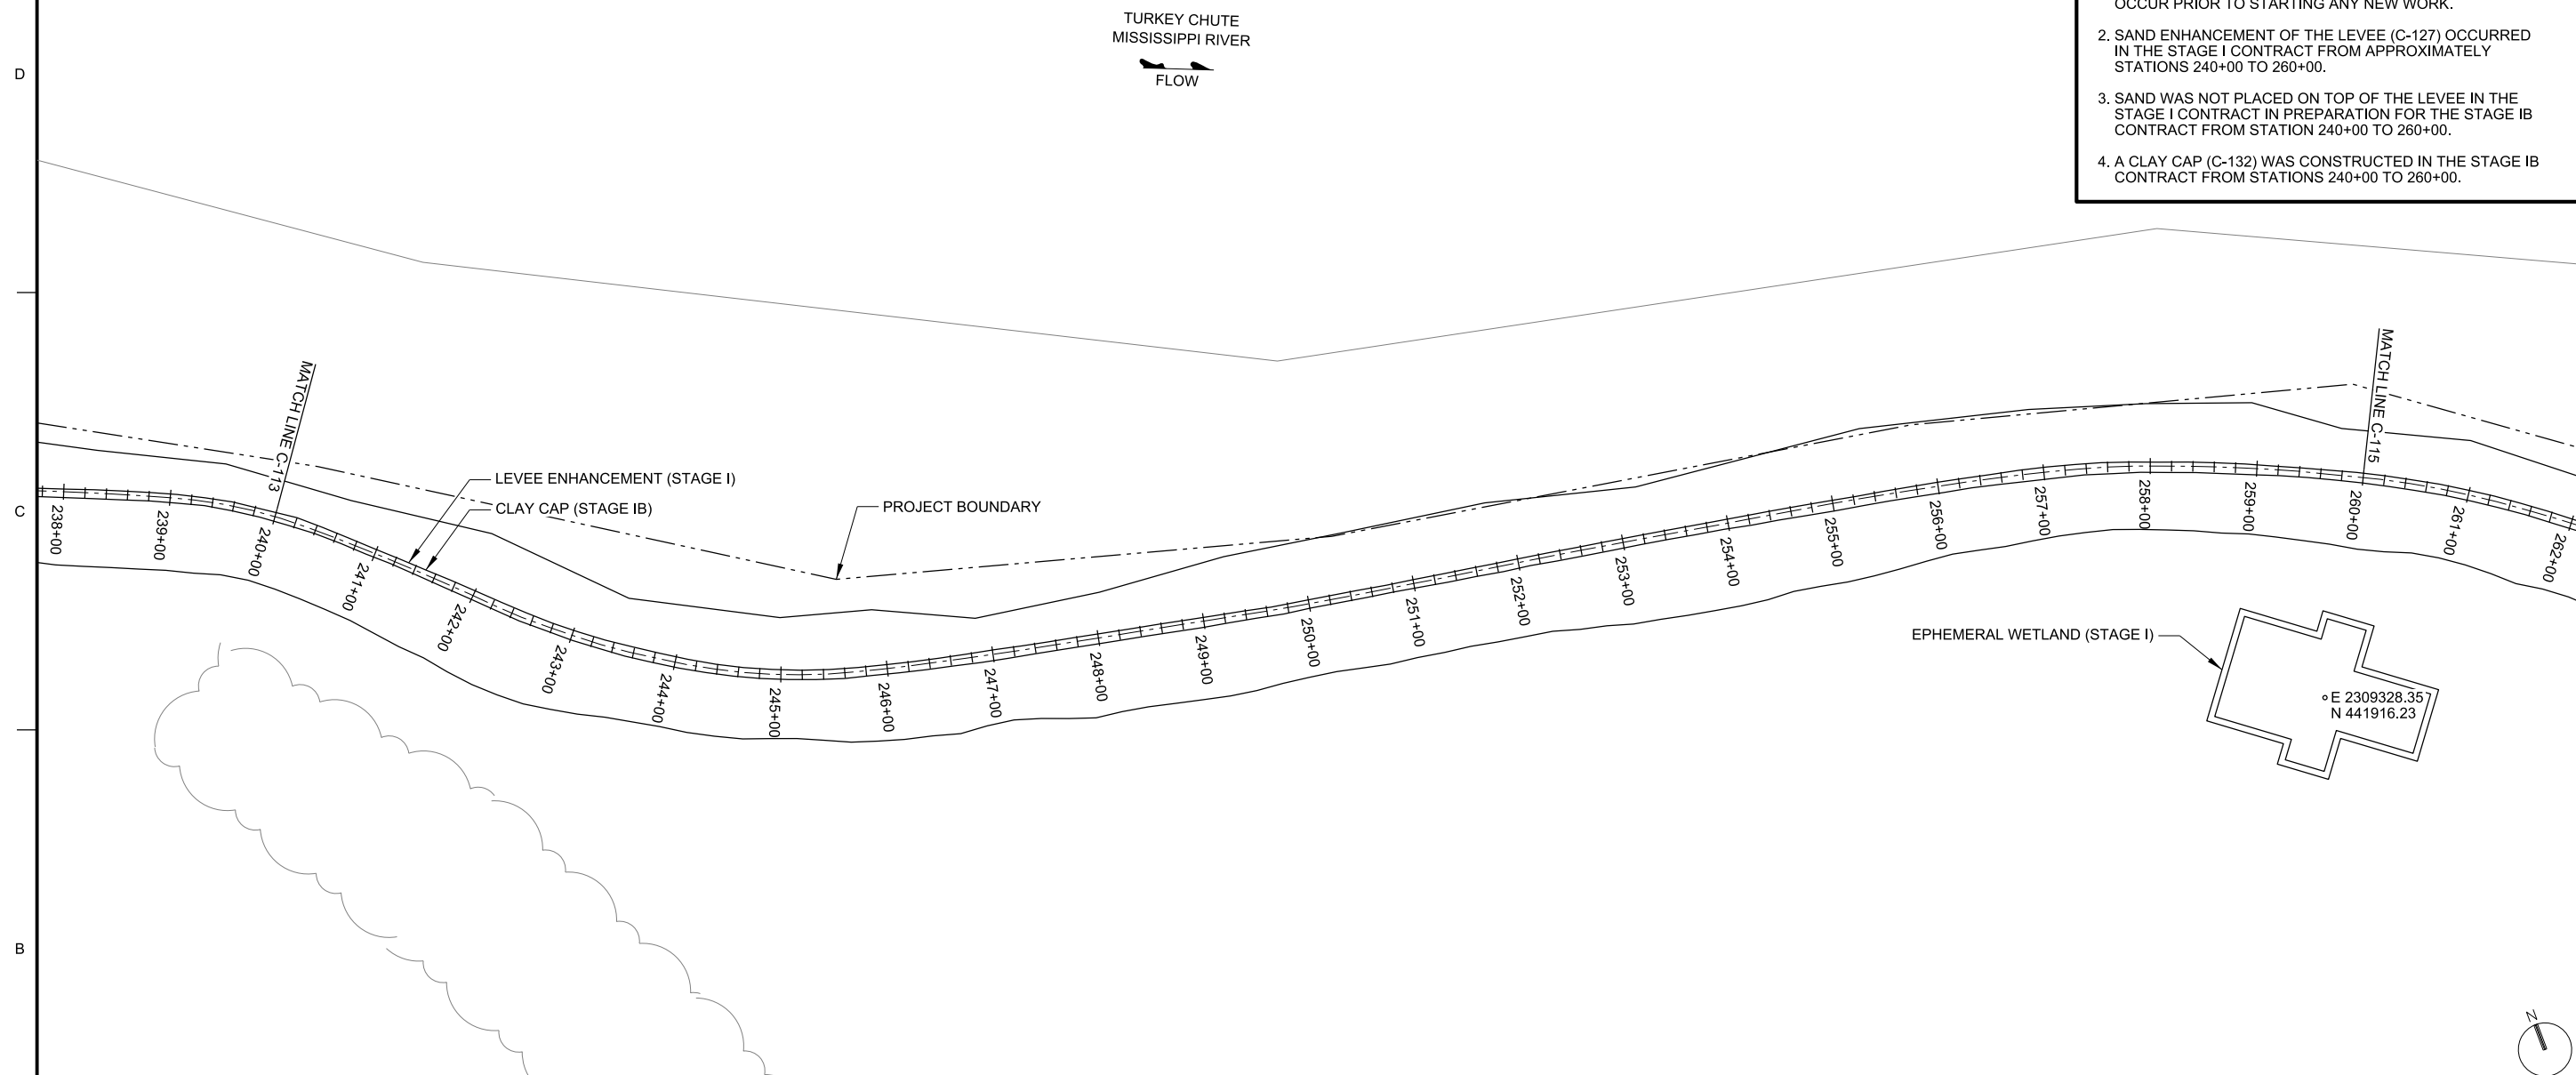 TURKEY CHUTE
MISSISSIPPI RIVER
FLOW
OCCUR PRIOR TO STARTING ANY NEW WORK.
2. SAND ENHANCEMENT OF THE LEVEE (C-127) OCCURRED
IN THE STAGE I CONTRACT FROM APPROXIMATELY
STATIONS 240+00 TO 260+00.
3. SAND WAS NOT PLACED ON TOP OF THE LEVEE IN THE
STAGE I CONTRACT IN PREPARATION FOR THE STAGE IB
CONTRACT FROM STATION 240+00 TO 260+00.
4. A CLAY CAP (C-132) WAS CONSTRUCTED IN THE STAGE IB
CONTRACT FROM STATIONS 240+00 TO 260+00.
D
C
B
MATCH LINE C-113
MATCH LINE C-115
LEVEE ENHANCEMENT (STAGE I)
CLAY CAP (STAGE IB)
PROJECT BOUNDARY
238+00
239+00
240+00
241+00
242+00
243+00
244+00
245+00
246+00
247+00
248+00
249+00
250+00
251+00
252+00
253+00
254+00
255+00
256+00
257+00
258+00
259+00
260+00
261+00
262+00
EPHEMERAL WETLAND (STAGE I)
E 2309328.35
N 441916.23
N